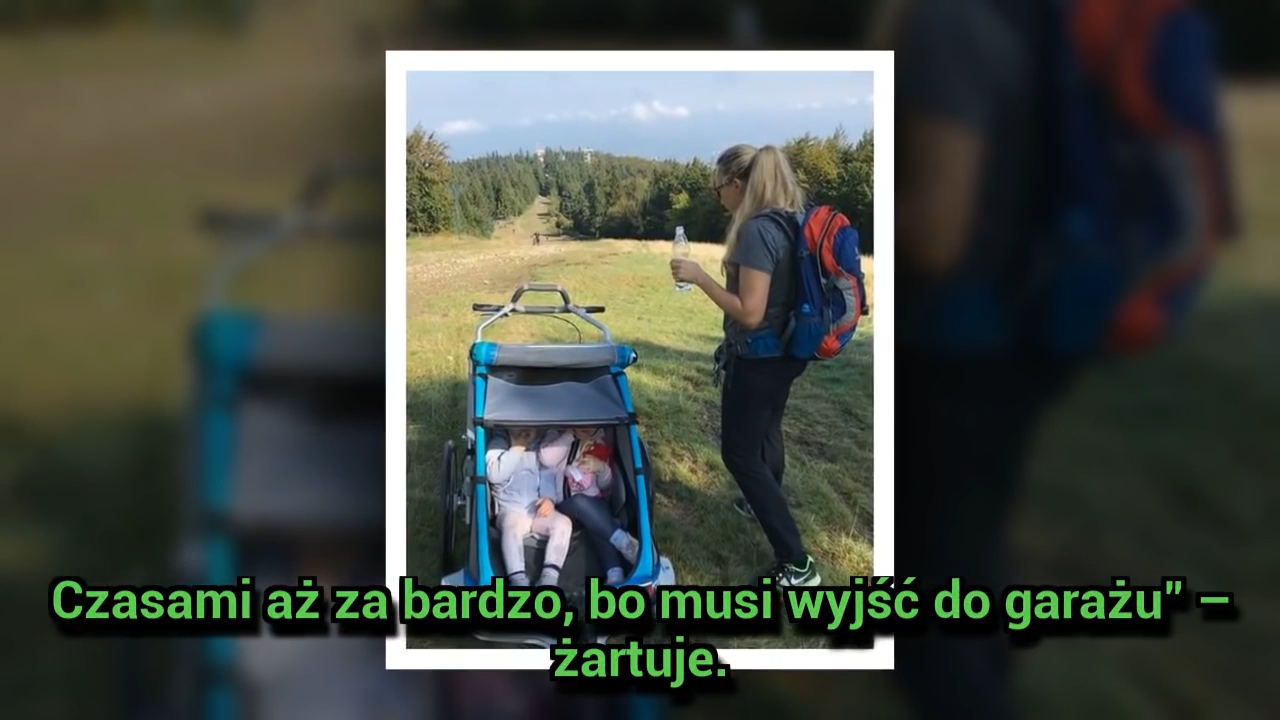 Czasami aż za bardzo, bo musi wyjść do garażu" –
żartuje.